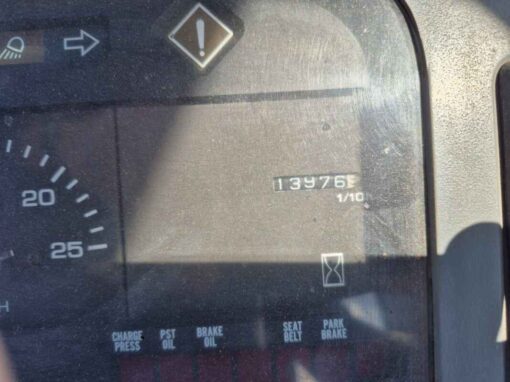 13976
1/10
20
25
H
CHARGE PRESS
PST OIL
BRAKE OIL
SEAT BELT
PARK BRAKE